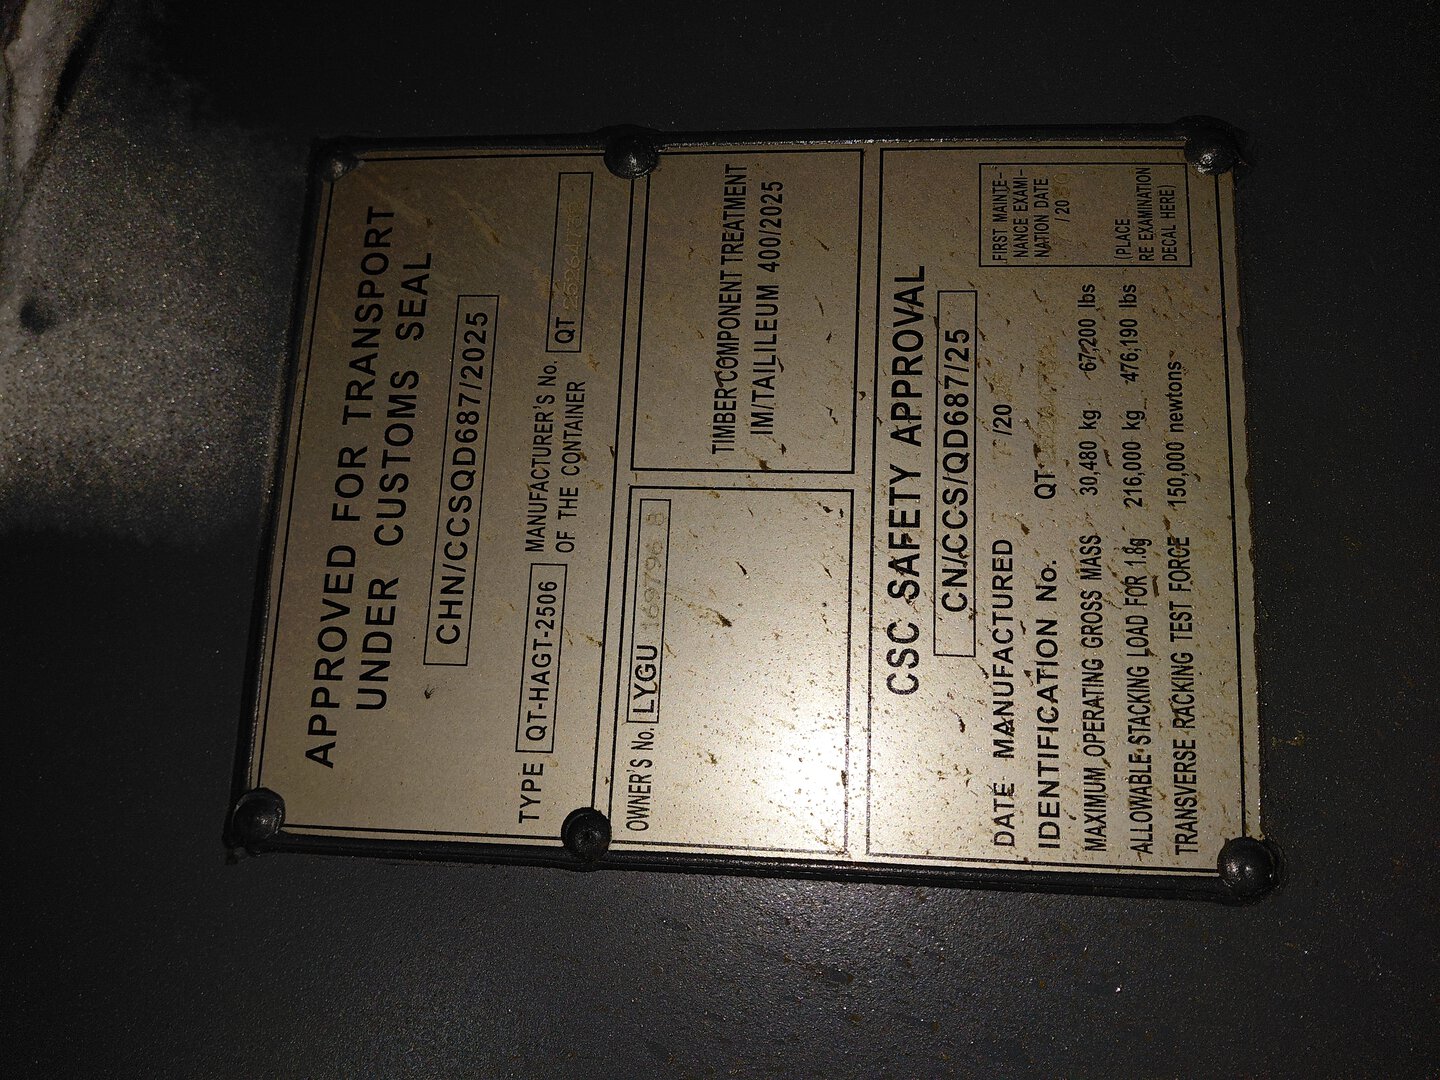 APPROVED FOR TRANSPORT
UNDER CUSTOMS SEAL
CHN/CCSQD687/2025
TYPE QT-HAGT-2506 MANUFACTURER'S No.
OF THE CONTAINER QT
OWNER'S No. LYGU 169796 8
TIMBER COMPONENT TREATMENT
IM/TAILILEUM 400/2025
CSC SAFETY APPROVAL
CN/CCS/QD687/25
DATE MANUFACTURED /20
IDENTIFICATION No. QT
MAXIMUM OPERATING GROSS MASS 30,480 kg 67,200 lbs
ALLOWABLE STACKING LOAD FOR 1.8g 216,000 kg 476,190 lbs
TRANSVERSE RACKING TEST FORCE 150,000 newtons
FIRST MAINTE-
NANCE EXAMI-
NATION DATE
/2030
(PLACE
RE EXAMINATION
DECAL HERE)